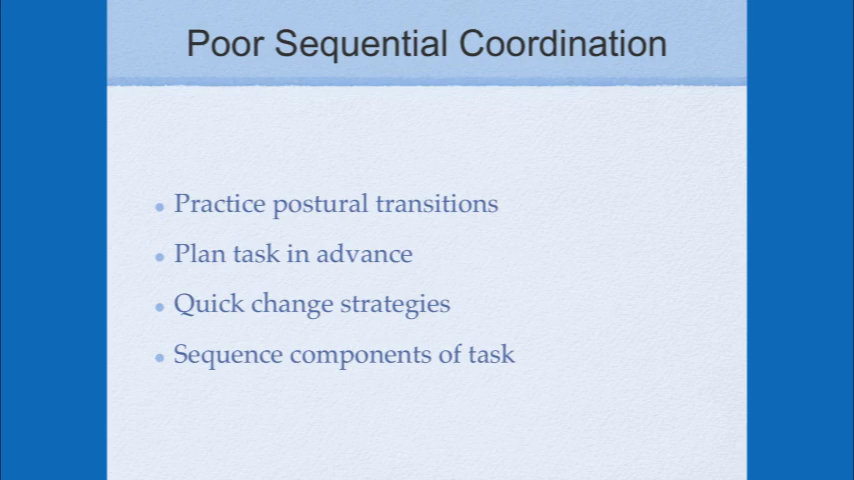 Poor Sequential Coordination
• Practice postural transitions
• Plan task in advance
• Quick change strategies
• Sequence components of task